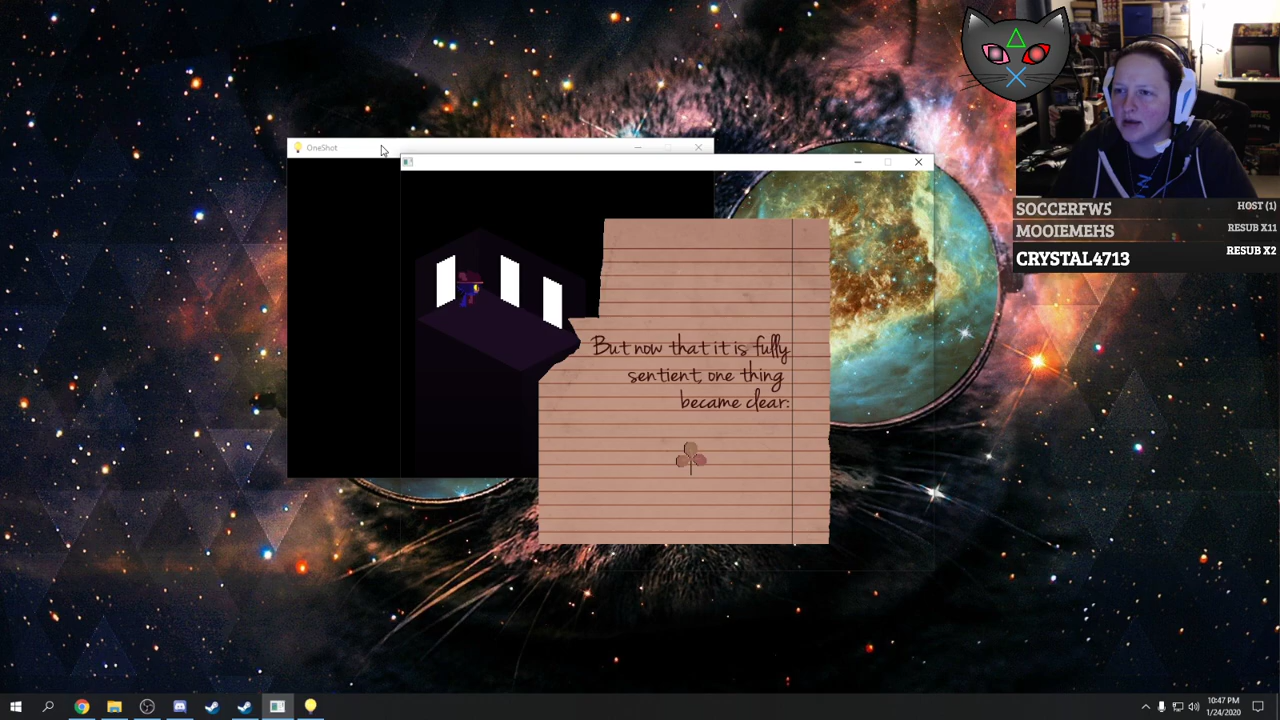 OneShot
But now that it is fully
sentient, one thing
became clear:
SOCCERFW5 HOST (1)
MOOIEMEHS RESUB X11
CRYSTAL4713 RESUB X2
10:47 PM
1/24/2020